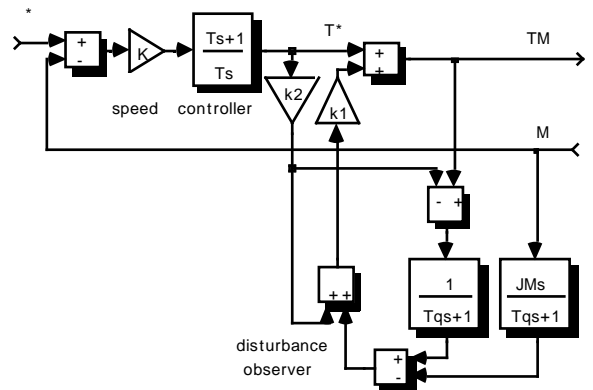 *
+
-
K
Ts+1
Ts
T*
+
+
TM
speed controller
k2
k1
M
- +
+ +
1
Tqs+1
JMs
Tqs+1
disturbance
observer
+
-